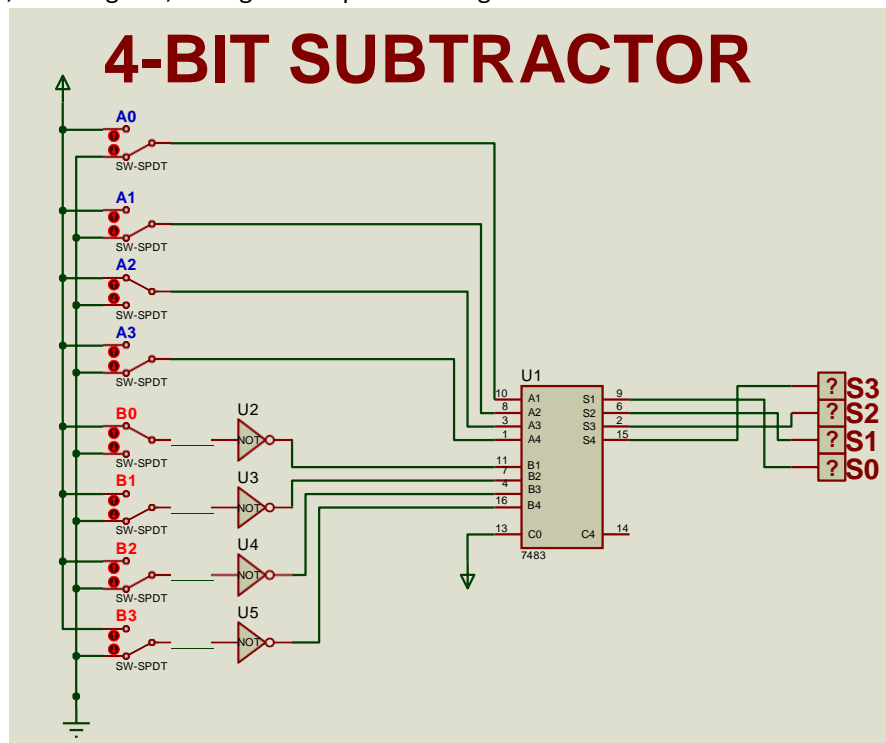 4-BIT SUBTRACTOR
A0
SW-SPDT
A1
SW-SPDT
A2
SW-SPDT
A3
SW-SPDT
B0
SW-SPDT
B1
SW-SPDT
B2
SW-SPDT
B3
SW-SPDT
U2
NOT
U3
NOT
U4
NOT
U5
NOT
U1
10 A1 S1 9
8 A2 S2 6
3 A3 S3 2
1 A4 S4 15
11 B1
7 B2
4 B3
16 B4
13 C0 C4 14
7483
? S3
? S2
? S1
? S0